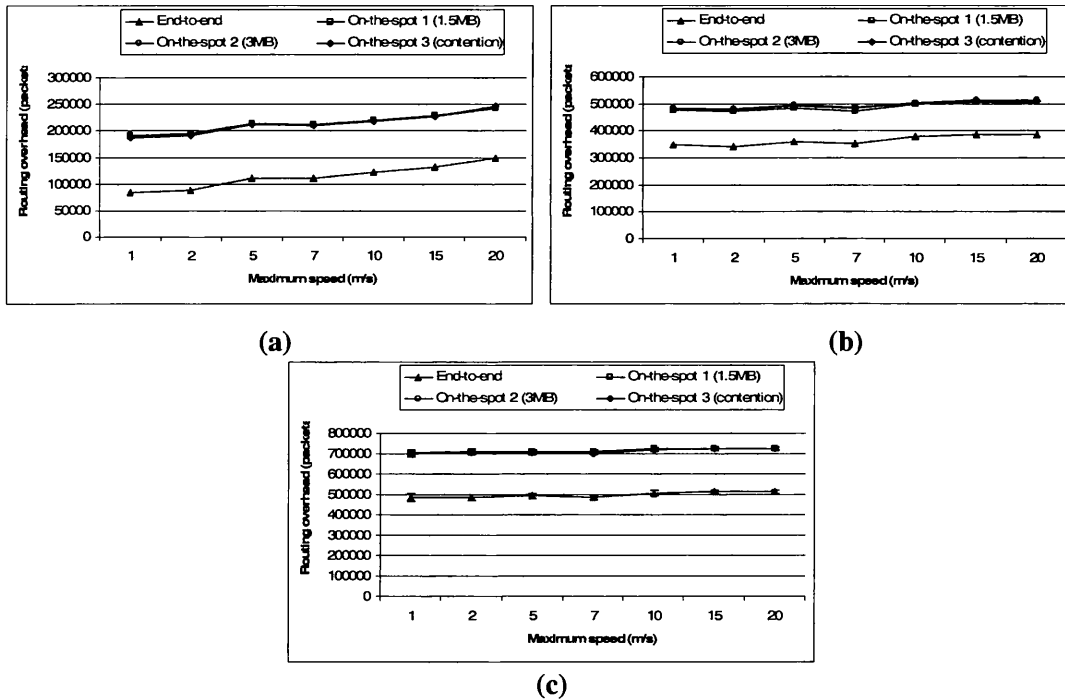 End-to-end
On-the-spot 1 (1.5MB)
On-the-spot 2 (3MB)
On-the-spot 3 (contention)
Routing overhead (packets
300000
250000
200000
150000
100000
50000
0
1 2 5 7 10 15 20
Maximum speed (m/s)
(a)
End-to-end
On-the-spot 1 (1.5MB)
On-the-spot 2 (3MB)
On-the-spot 3 (contention)
Routing overhead (packets
600000
500000
400000
300000
200000
100000
0
1 2 5 7 10 15 20
Maximum speed (m/s)
(b)
End-to-end
On-the-spot 1 (1.5MB)
On-the-spot 2 (3MB)
On-the-spot 3 (contention)
Routing overhead (packets
800000
700000
600000
500000
400000
300000
200000
100000
0
1 2 5 7 10 15 20
Maximum speed (m/s)
(c)